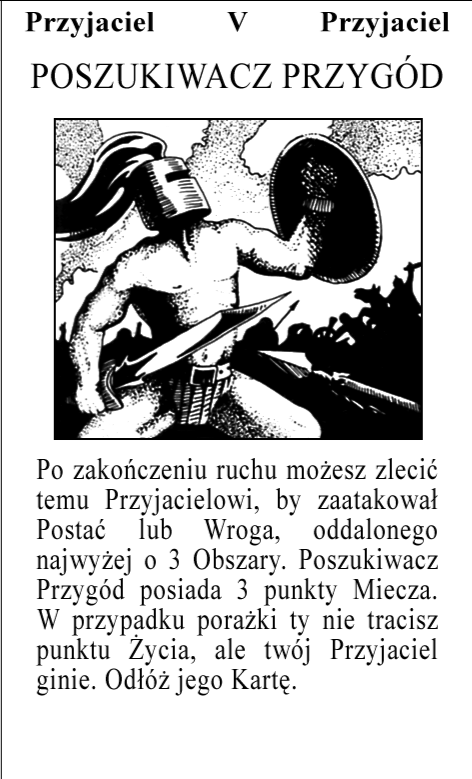 Przyjaciel V Przyjaciel
POSZUKIWACZ PRZYGÓD
Po zakończeniu ruchu możesz zlecić
temu Przyjacielowi, by zaatakował
Postać lub Wroga, oddalonego
najwyżej o 3 Obszary. Poszukiwacz
Przygód posiada 3 punkty Miecza.
W przypadku porażki ty nie tracisz
punktu Życia, ale twój Przyjaciel
ginie. Odłóż jego Kartę.